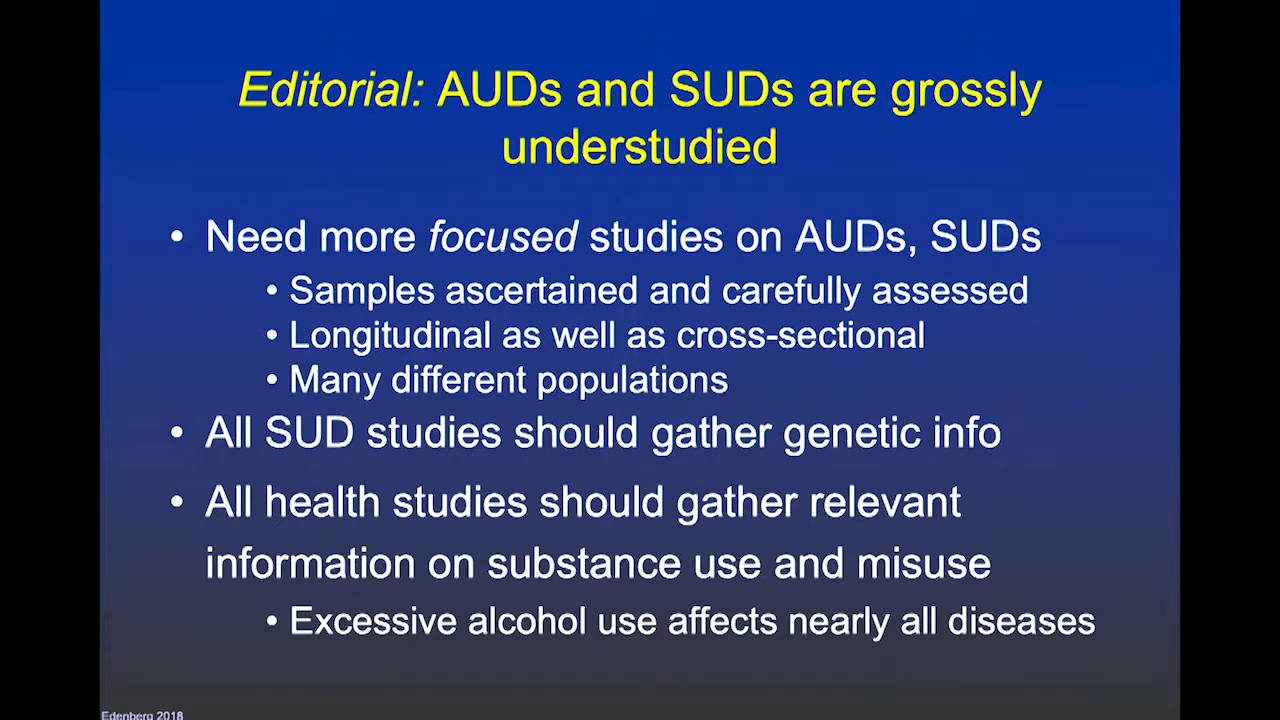 Editorial: AUDs and SUDs are grossly
understudied
• Need more focused studies on AUDs, SUDs
• Samples ascertained and carefully assessed
• Longitudinal as well as cross-sectional
• Many different populations
• All SUD studies should gather genetic info
• All health studies should gather relevant
information on substance use and misuse
• Excessive alcohol use affects nearly all diseases
Edenberg 2018